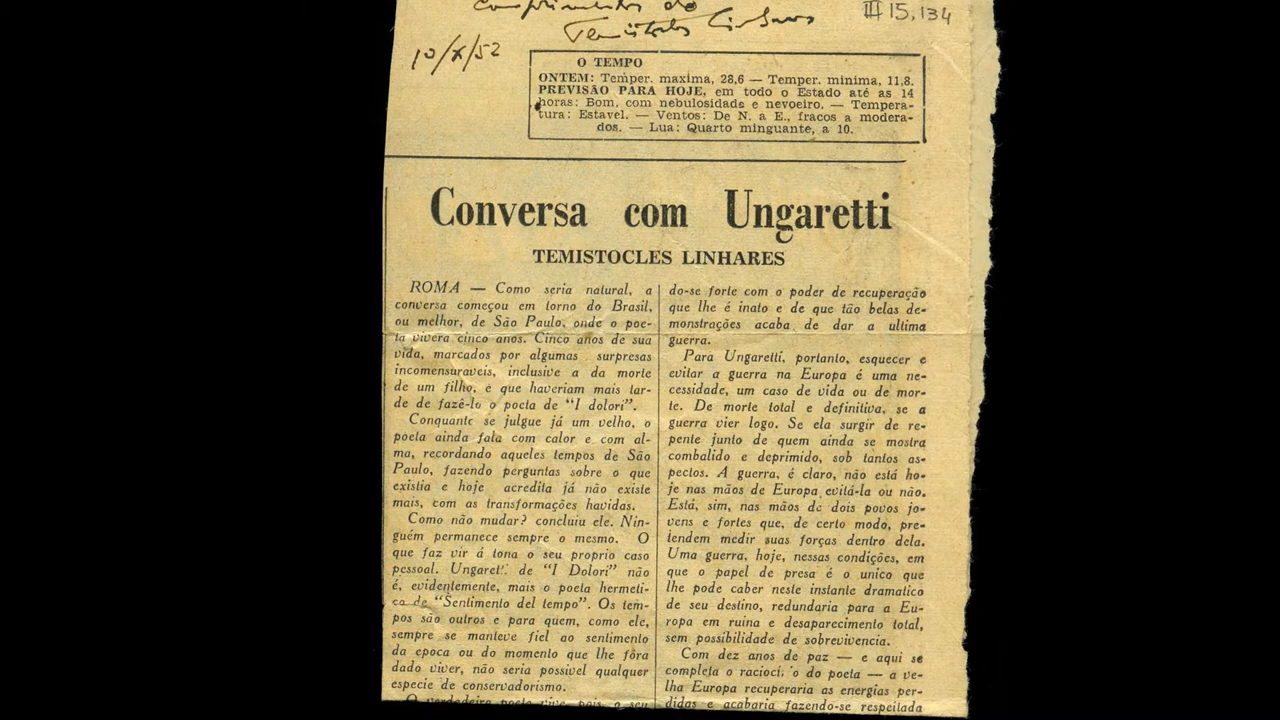 Comprimentos de
Temistocles Linhares
III 15,134
10/X/52
O TEMPO
ONTEM: Temper. maxima, 28,6 — Temper. minima, 11,8.
PREVISÃO PARA HOJE, em todo o Estado até as 14
horas: Bom, com nebulosidade e nevoeiro. — Tempera-
tura: Estavel. — Ventos: De N. a E., fracos a modera-
dos. — Lua: Quarto minguante, a 10.
Conversa com Ungaretti
TEMISTOCLES LINHARES
ROMA — Como seria natural, a
conversa começou em torno do Brasil,
ou melhor, de São Paulo, onde o poe-
ta vivera cinco anos. Cinco anos de sua
vida, marcados por algumas surpresas
incomensuraveis, inclusive a da morte
de um filho, e que haveriam mais tar-
de de fazê-lo o poeta de "I dolori".
Conquante se julgue já um velho, o
poeta ainda fala com calor e com al-
ma, recordando aqueles tempos de São
Paulo, fazendo perguntas sobre o que
existia e hoje acredita já não existe
mais, com as transformações havidas.
Como não mudar? concluiu ele. Nin-
guém permanece sempre o mesmo. O
que faz vir á tona o seu proprio caso
pessoal. Ungaret. de "I Dolori" não
é, evidentemente, mais o poeta hermeti-
co de "Sentimento del tempo". Os tem-
pos são outros e para quem, como ele,
sempre se manteve fiel ao sentimento
da epoca ou do momento que lhe fôra
dado viver, não seria possivel qualquer
especie de conservadorismo.
O verdadeiro poeta vive, pois, o seu
do-se forte com o poder de recuperação
que lhe é inato e de que tão belas de-
monstrações acaba de dar a ultima
guerra.
Para Ungaretti, portanto, esquecer e
evitar a guerra na Europa é uma ne-
cessidade, um caso de vida ou de mor-
te. De morte total e definitiva, se a
guerra vier logo. Se ela surgir de re-
pente junto de quem ainda se mostra
combalido e deprimido, sob tantos as-
pectos. A guerra, é claro, não está ho-
je nas mãos de Europa evitá-la ou não.
Está, sim, nas mãos de dois povos jo-
vens e fortes que, de certo modo, pre-
tendem medir suas forças dentro dela.
Uma guerra, hoje, nessas condições, em
que o papel de presa é o unico que
lhe pode caber neste instante dramatico
de seu destino, redundaria para a Eu-
ropa em ruina e desaparecimento total,
sem possibilidade de sobrevivencia.
Com dez anos de paz — e aqui se
completa o racioci. o do poeta — a ve-
lha Europa recuperaria as energias per-
didas e acabaria fazendo-se respeitada